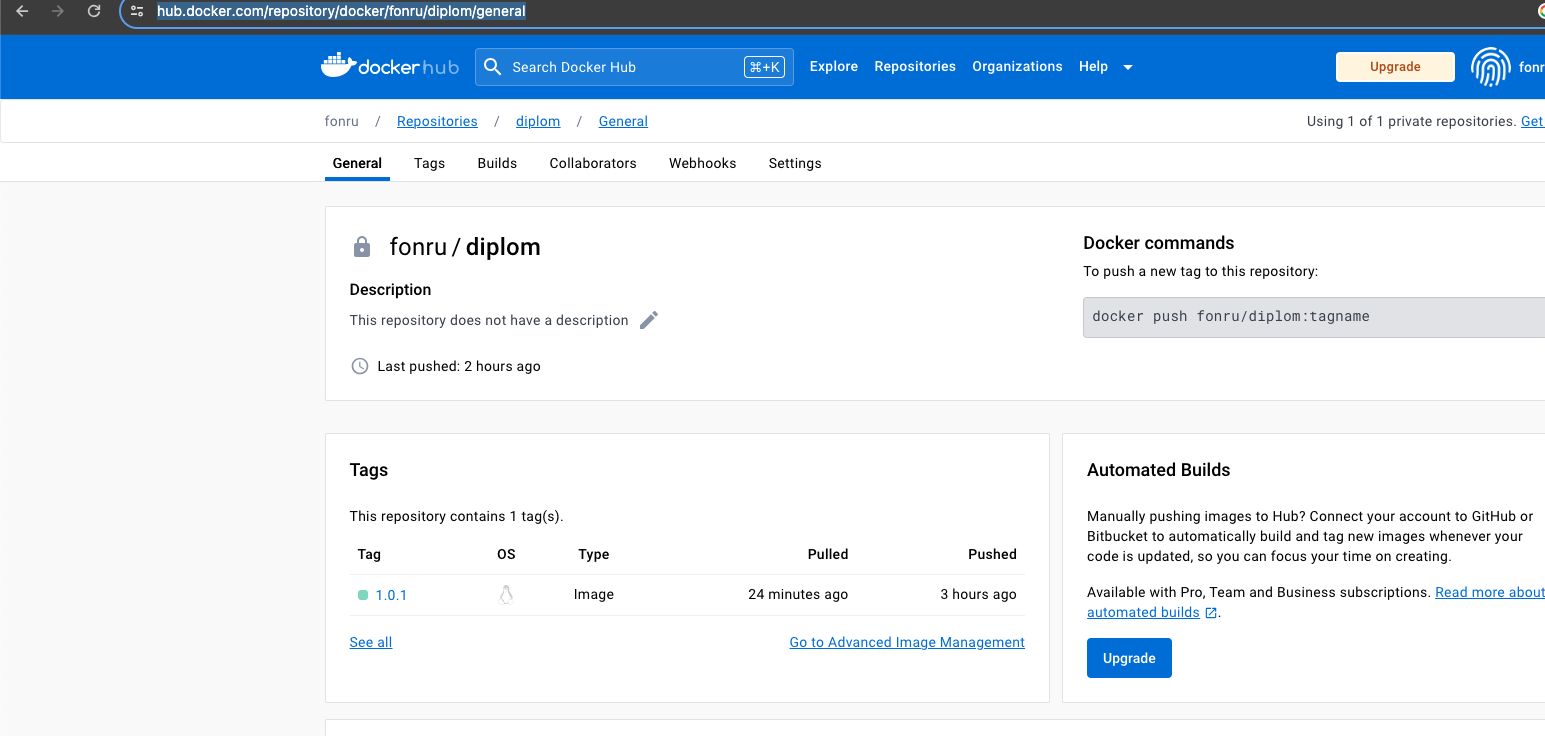 hub.docker.com/repository/docker/fonru/diplom/general
dockerhub
Search Docker Hub
⌘+K
Explore
Repositories
Organizations
Help
Upgrade
fonr
fonru / Repositories / diplom / General
Using 1 of 1 private repositories. Get
General
Tags
Builds
Collaborators
Webhooks
Settings
fonru / diplom
Description
This repository does not have a description
Last pushed: 2 hours ago
Docker commands
To push a new tag to this repository:
docker push fonru/diplom:tagname
Tags
This repository contains 1 tag(s).
Tag OS Type Pulled Pushed
1.0.1 Image 24 minutes ago 3 hours ago
See all
Go to Advanced Image Management
Automated Builds
Manually pushing images to Hub? Connect your account to GitHub or
Bitbucket to automatically build and tag new images whenever your
code is updated, so you can focus your time on creating.
Available with Pro, Team and Business subscriptions. Read more about
automated builds .
Upgrade